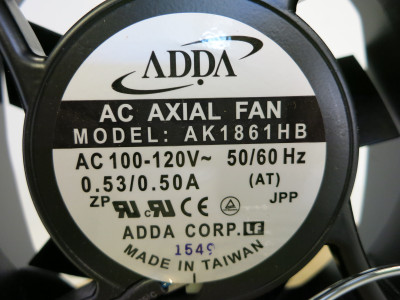 ADDA
AC AXIAL FAN
MODEL: AK1861HB
AC 100-120V~ 50/60 Hz
0.53/0.50A (AT)
ZP JPP
ADDA CORP. LF
1549
MADE IN TAIWAN